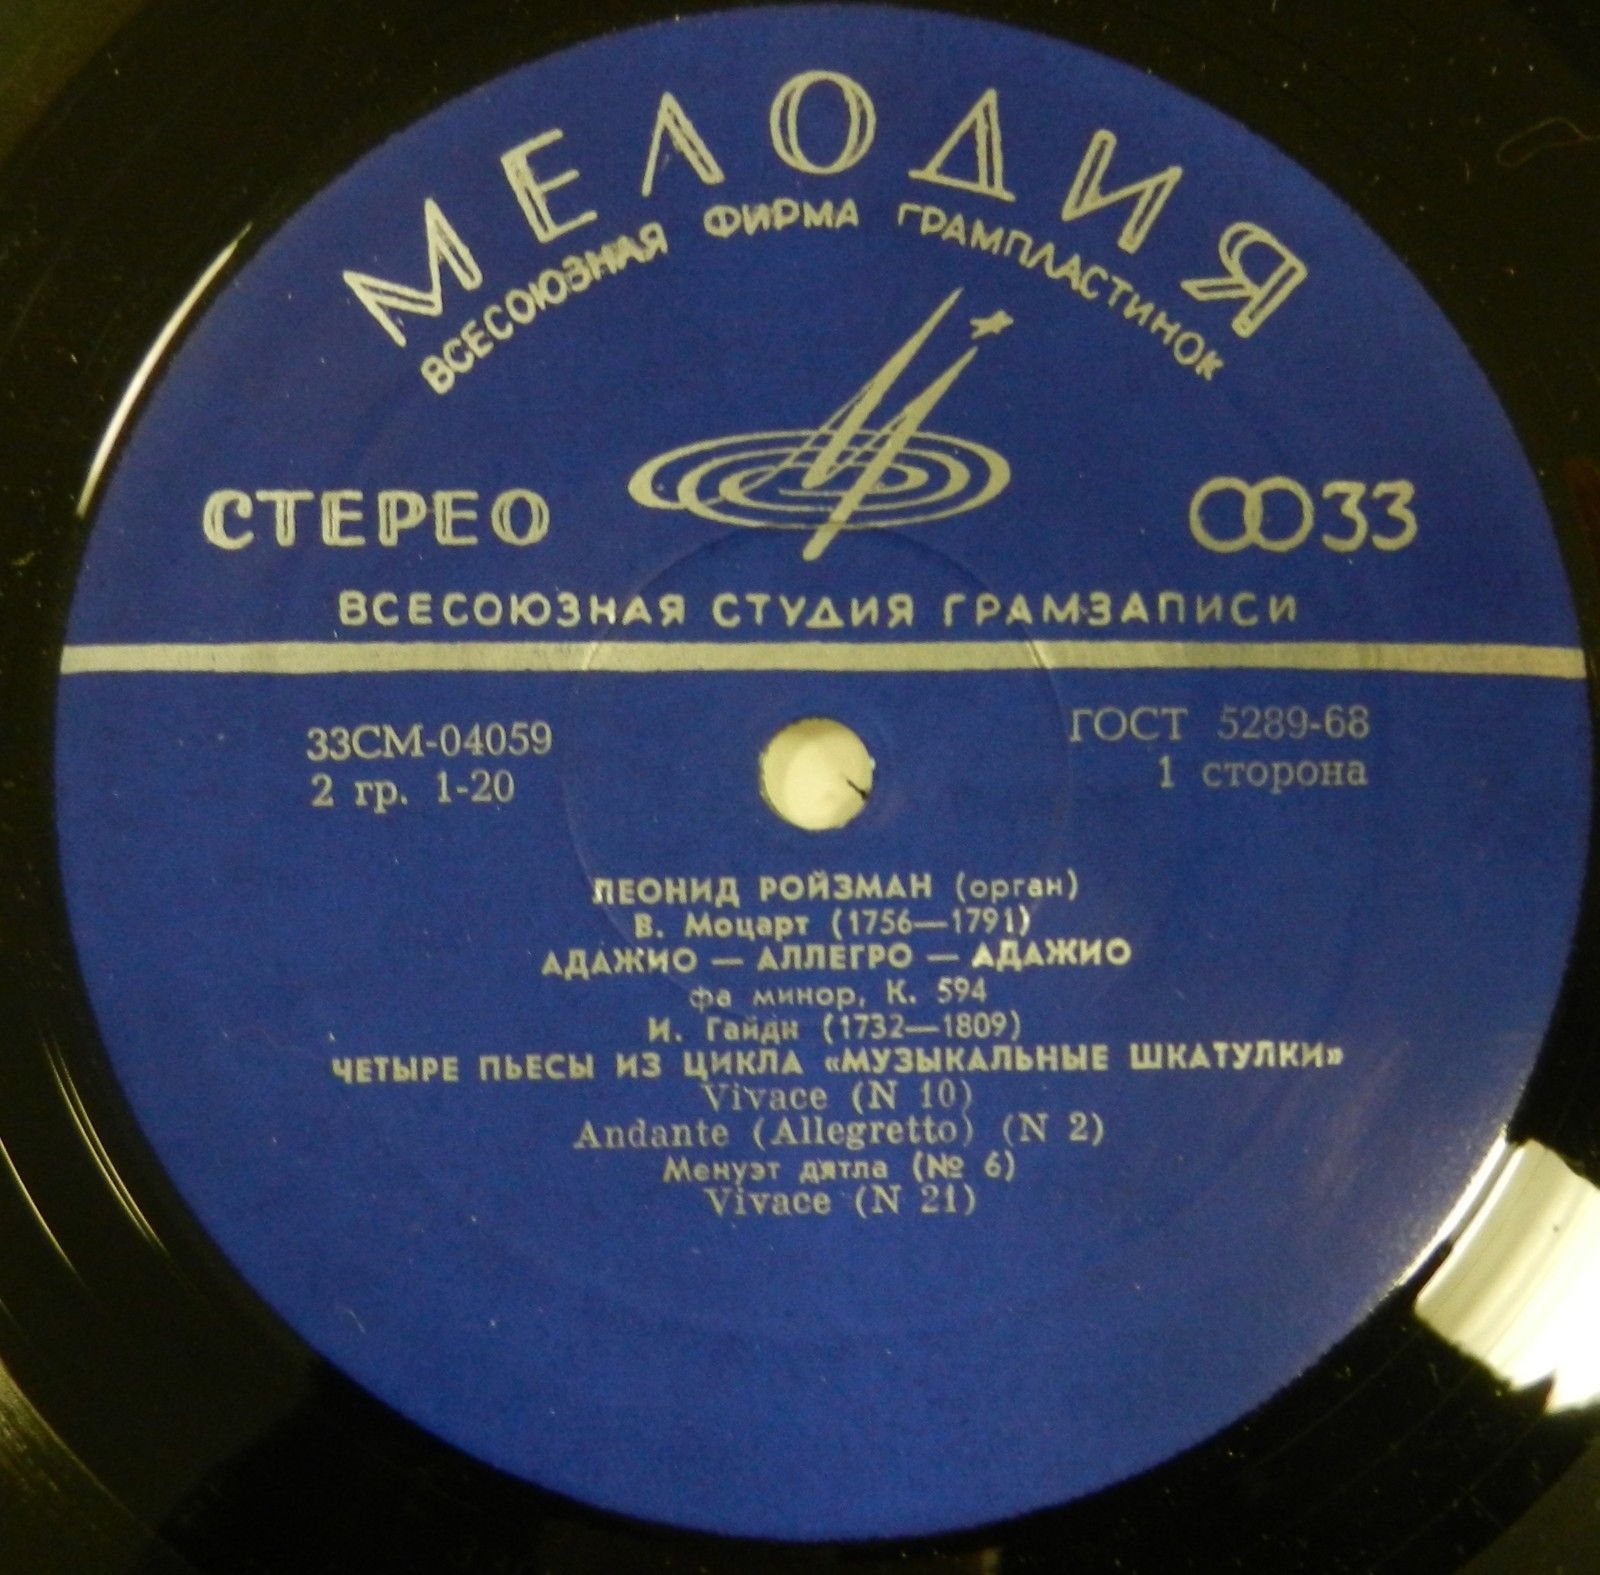 МЕЛОДИЯ
ВСЕСОЮЗНАЯ ФИРМА ГРАМПЛАСТИНОК
СТЕРЕО
33
ВСЕСОЮЗНАЯ СТУДИЯ ГРАМЗАПИСИ
33СМ-04059
ГОСТ 5289-68
2 гр. 1-20
1 сторона
ЛЕОНИД РОЙЗМАН (орган)
В. Моцарт (1756—1791)
АДАЖИО — АЛЛЕГРО — АДАЖИО
фа минор, К. 594
И. Гайдн (1732—1809)
ЧЕТЫРЕ ПЬЕСЫ ИЗ ЦИКЛА «МУЗЫКАЛЬНЫЕ ШКАТУЛКИ»
Vivace (N 10)
Andante (Allegretto) (N 2)
Менуэт дятла (№ 6)
Vivace (N 21)